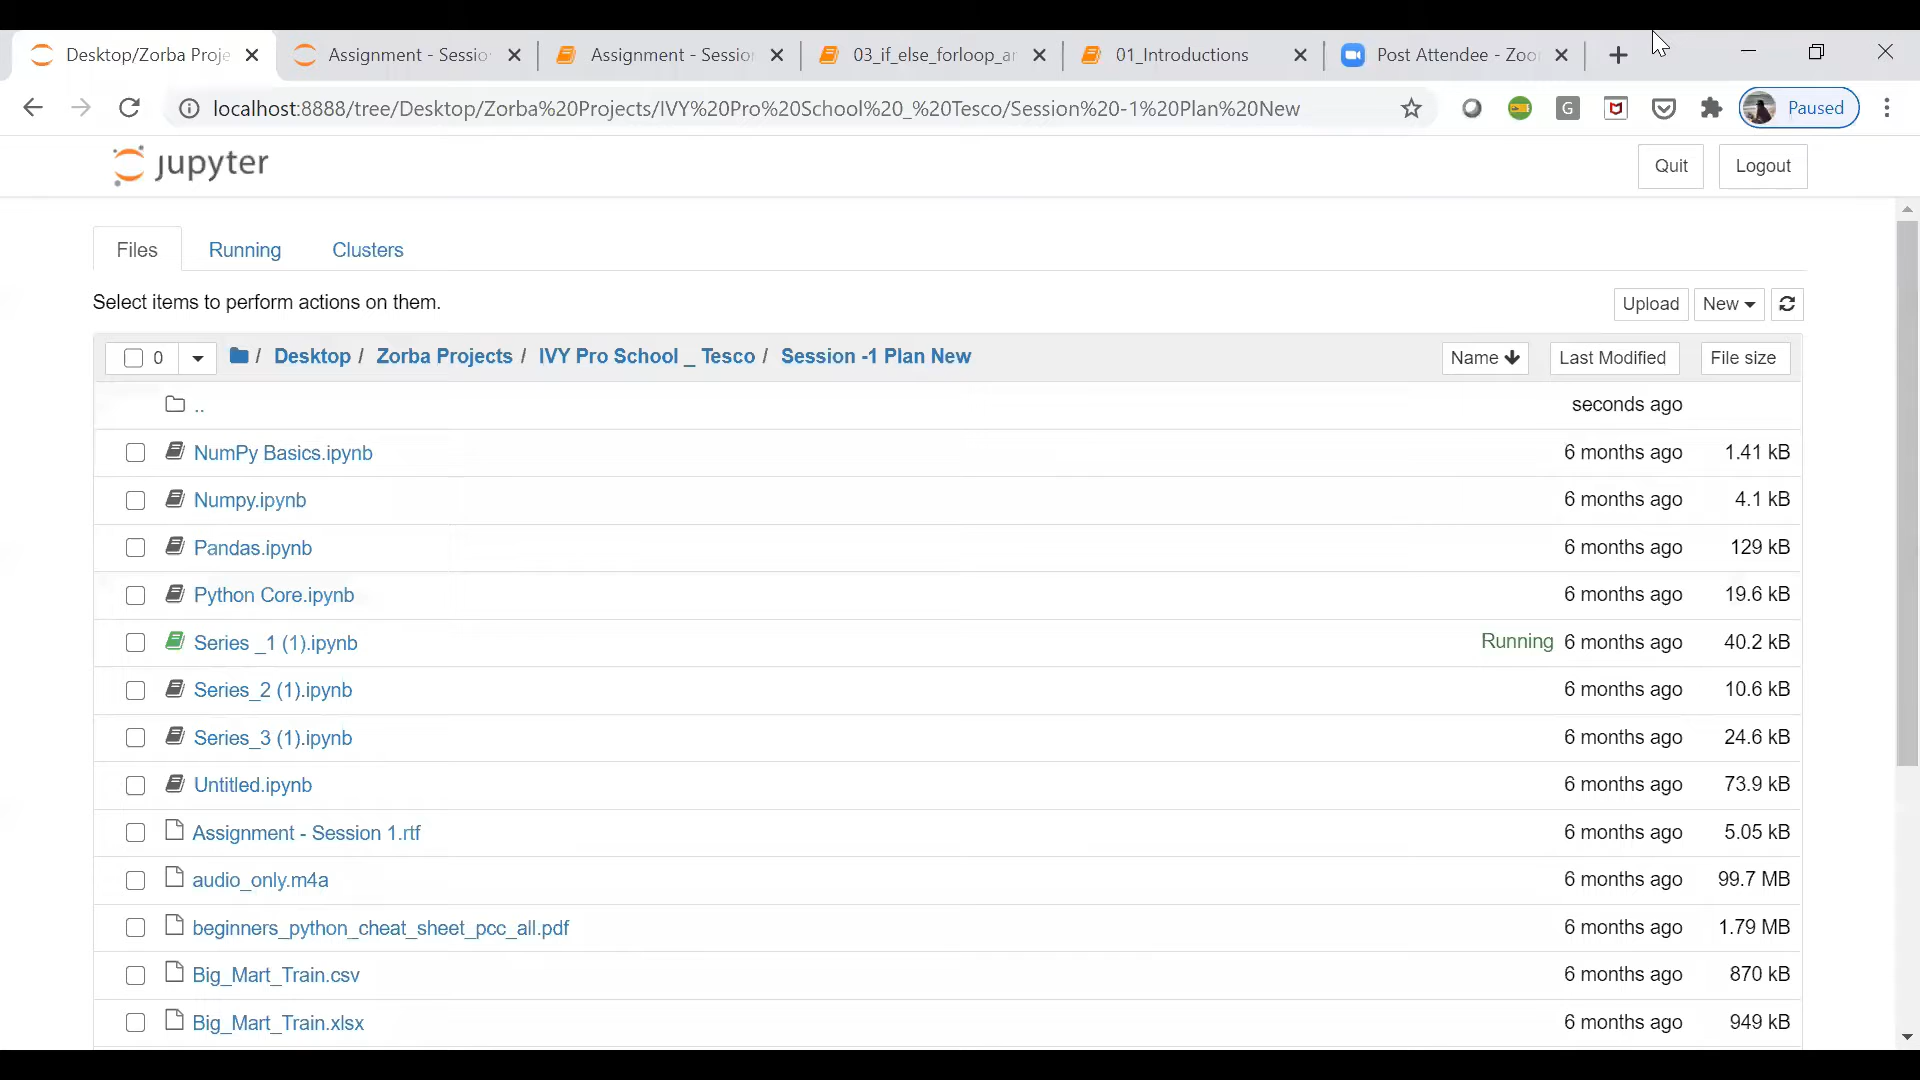 Desktop/Zorba Proje
Assignment - Sessio
Assignment - Session
03_if_else_forloop_ar
01_Introductions
Post Attendee - Zoo
localhost:8888/tree/Desktop/Zorba%20Projects/IVY%20Pro%20School%20_%20Tesco/Session%20-1%20Plan%20New
G
Paused
jupyter
Quit
Logout
Files
Running
Clusters
Select items to perform actions on them.
Upload
New
0
/ Desktop / Zorba Projects / IVY Pro School _ Tesco / Session -1 Plan New
Name
Last Modified
File size
..
seconds ago
NumPy Basics.ipynb 6 months ago 1.41 kB
Numpy.ipynb 6 months ago 4.1 kB
Pandas.ipynb 6 months ago 129 kB
Python Core.ipynb 6 months ago 19.6 kB
Series _1 (1).ipynb Running 6 months ago 40.2 kB
Series_2 (1).ipynb 6 months ago 10.6 kB
Series_3 (1).ipynb 6 months ago 24.6 kB
Untitled.ipynb 6 months ago 73.9 kB
Assignment - Session 1.rtf 6 months ago 5.05 kB
audio_only.m4a 6 months ago 99.7 MB
beginners_python_cheat_sheet_pcc_all.pdf 6 months ago 1.79 MB
Big_Mart_Train.csv 6 months ago 870 kB
Big_Mart_Train.xlsx 6 months ago 949 kB